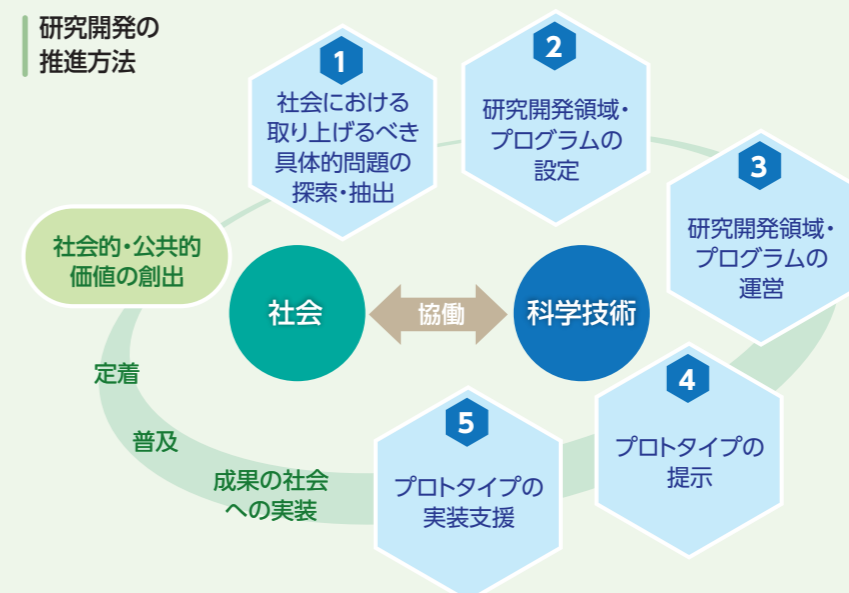 研究開発の
推進方法
1
社会における
取り上げるべき
具体的問題の
探索・抽出
2
研究開発領域・
プログラムの
設定
3
研究開発領域・
プログラムの
運営
社会的・公共的
価値の創出
社会
協働
科学技術
4
プロトタイプの
提示
5
プロトタイプの
実装支援
定着
普及
成果の社会
への実装